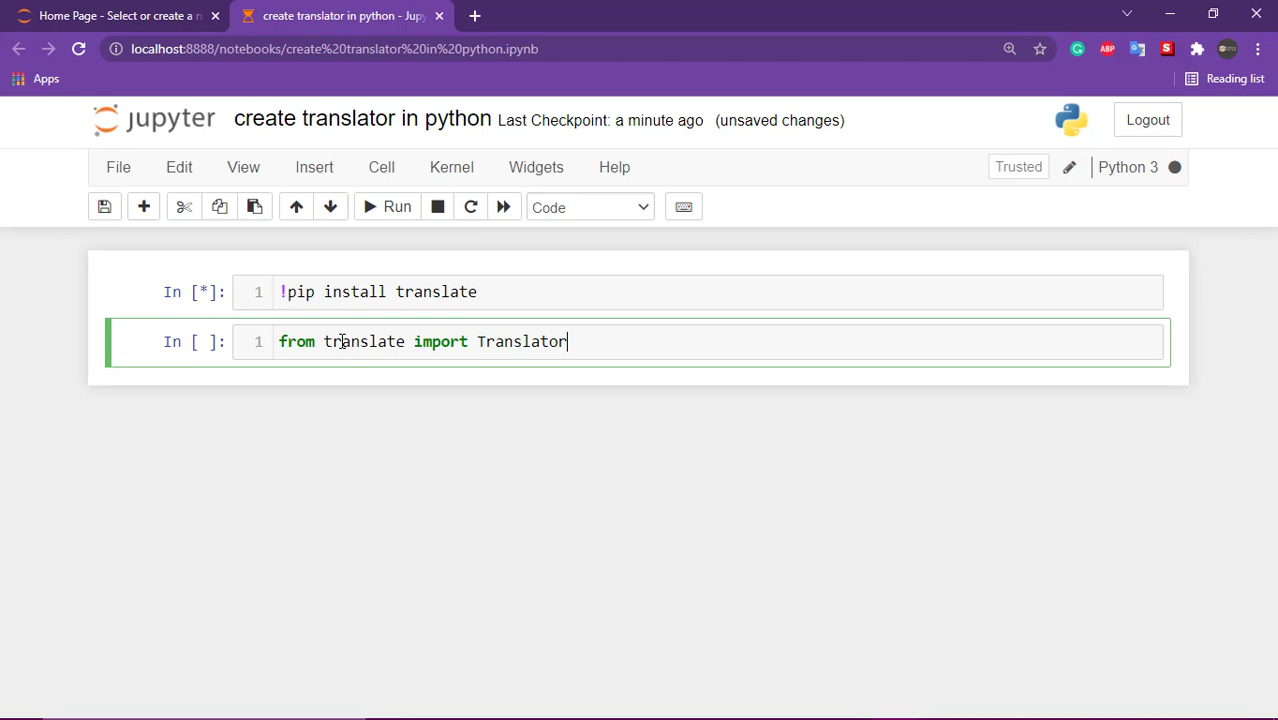 Home Page - Select or create a n
create translator in python - Jupy
localhost:8888/notebooks/create%20translator%20in%20python.ipynb
ABP
S
Apps
Reading list
jupyter
create translator in python Last Checkpoint: a minute ago (unsaved changes)
Logout
File Edit View Insert Cell Kernel Widgets Help
Trusted
Python 3
Run
Code
In [*]: 1 !pip install translate
In [ ]: 1 from translate import Translator